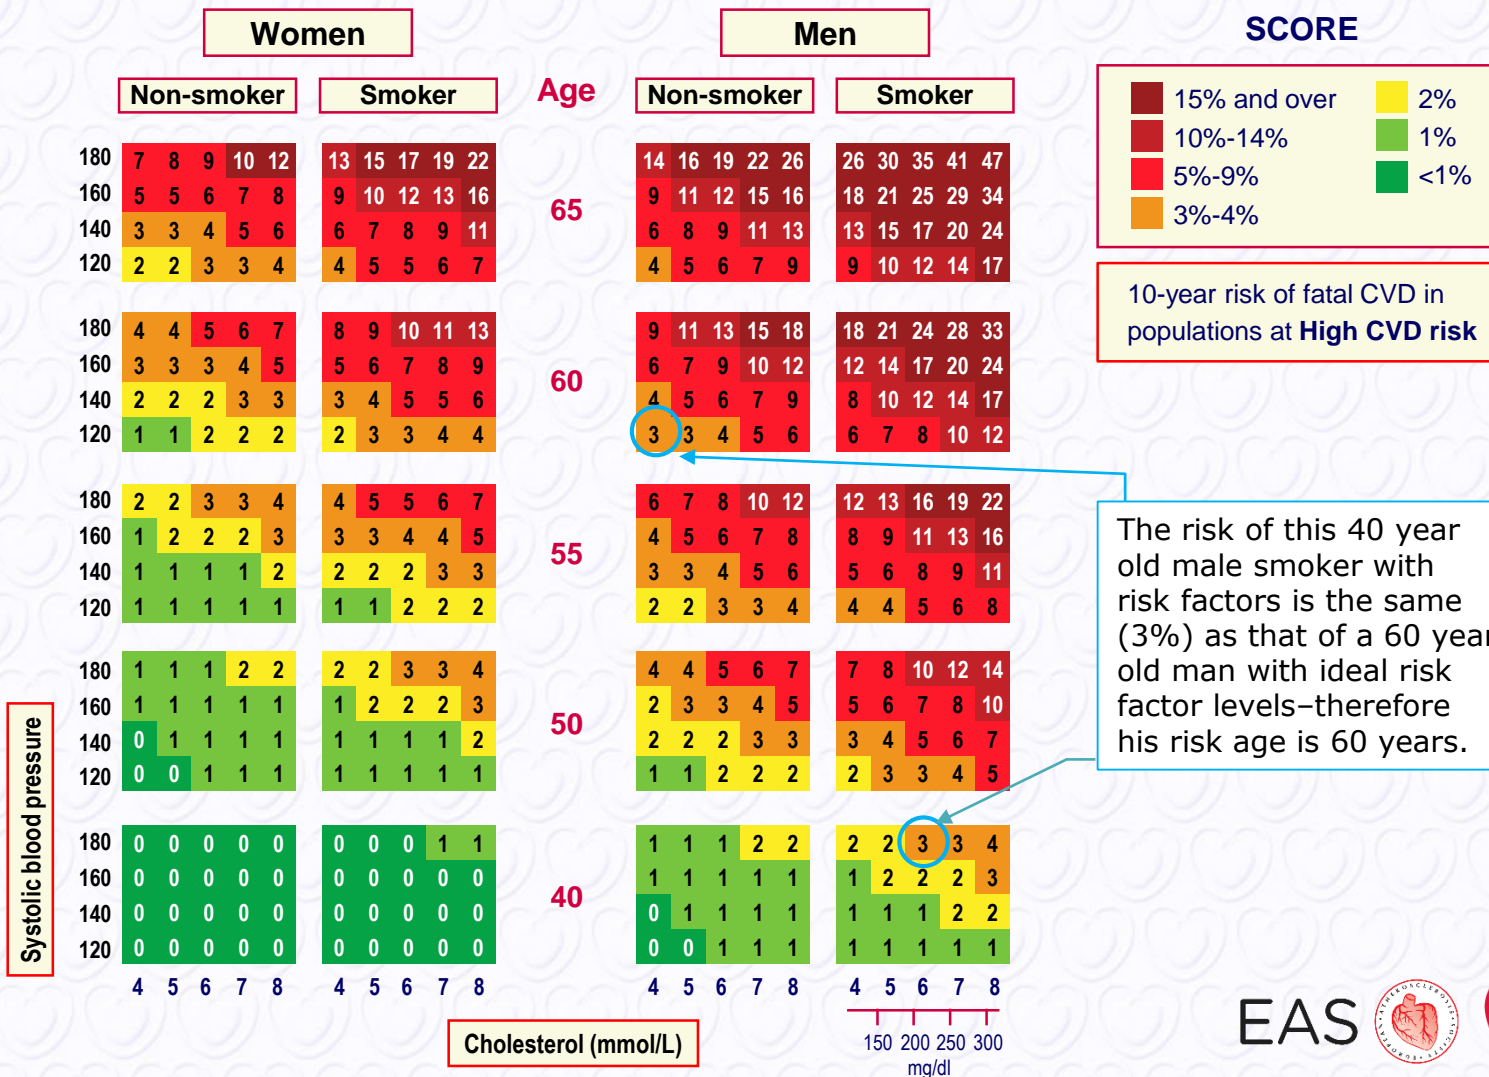 Women Men SCORE
Non-smoker Smoker Age Non-smoker Smoker
15% and over 2%
10%-14% 1%
5%-9% <1%
3%-4%
10-year risk of fatal CVD in
populations at High CVD risk
180 7 8 9 10 12 13 15 17 19 22 14 16 19 22 26 26 30 35 41 47
160 5 5 6 7 8 9 10 12 13 16 9 11 12 15 16 18 21 25 29 34
65
140 3 3 4 5 6 6 7 8 9 11 6 8 9 11 13 13 15 17 20 24
120 2 2 3 3 4 4 5 5 6 7 4 5 6 7 9 9 10 12 14 17
180 4 4 5 6 7 8 9 10 11 13 9 11 13 15 18 18 21 24 28 33
160 3 3 3 4 5 5 6 7 8 9 6 7 9 10 12 12 14 17 20 24
60
140 2 2 2 3 3 3 4 5 5 6 4 5 6 7 9 8 10 12 14 17
120 1 1 2 2 2 2 3 3 4 4 3 3 4 5 6 6 7 8 10 12
180 2 2 3 3 4 4 5 5 6 7 6 7 8 10 12 12 13 16 19 22
160 1 2 2 2 3 3 3 4 4 5 4 5 6 7 8 8 9 11 13 16
55
140 1 1 1 1 2 2 2 2 3 3 3 3 4 5 6 5 6 8 9 11
120 1 1 1 1 1 1 1 2 2 2 2 2 3 3 4 4 4 5 6 8
180 1 1 1 2 2 2 2 3 3 4 4 4 5 6 7 7 8 10 12 14
160 1 1 1 1 1 1 2 2 2 3 2 3 3 4 5 5 6 7 8 10
50
140 0 1 1 1 1 1 1 1 1 2 2 2 2 3 3 3 4 5 6 7
120 0 0 1 1 1 1 1 1 1 1 1 1 2 2 2 2 3 3 4 5
180 0 0 0 0 0 0 0 0 1 1 1 1 1 2 2 2 2 3 3 4
160 0 0 0 0 0 0 0 0 0 0 1 1 1 1 1 1 2 2 2 3
40
140 0 0 0 0 0 0 0 0 0 0 0 1 1 1 1 1 1 1 2 2
120 0 0 0 0 0 0 0 0 0 0 0 0 1 1 1 1 1 1 1 1
4 5 6 7 8 4 5 6 7 8 4 5 6 7 8 4 5 6 7 8
Systolic blood pressure
Cholesterol (mmol/L)
150 200 250 300
mg/dl
The risk of this 40 year
old male smoker with
risk factors is the same
(3%) as that of a 60 year
old man with ideal risk
factor levels–therefore
his risk age is 60 years.
EAS
EUROPEAN ATHEROSCLEROSIS SOCIETY